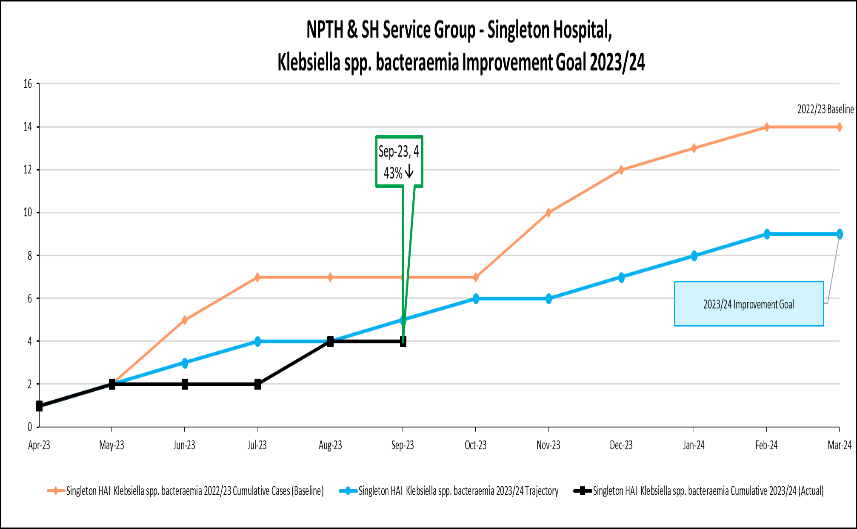 NPTH & SH Service Group - Singleton Hospital,
Klebsiella spp. bacteraemia Improvement Goal 2023/24
16
14
12
10
8
6
4
2
0
2022/23 Baseline
Sep-23, 4
43% ↓
2023/24 Improvement Goal
Apr-23 May-23 Jun-23 Jul-23 Aug-23 Sep-23 Oct-23 Nov-23 Dec-23 Jan-24 Feb-24 Mar-24
Singleton HAI Klebsiella spp. bacteraemia 2022/23 Cumulative Cases (Baseline) Singleton HAI Klebsiella spp. bacteraemia 2023/24 Trajectory Singleton HAI Klebsiella spp. bacteraemia Cumulative 2023/24 (Actual)